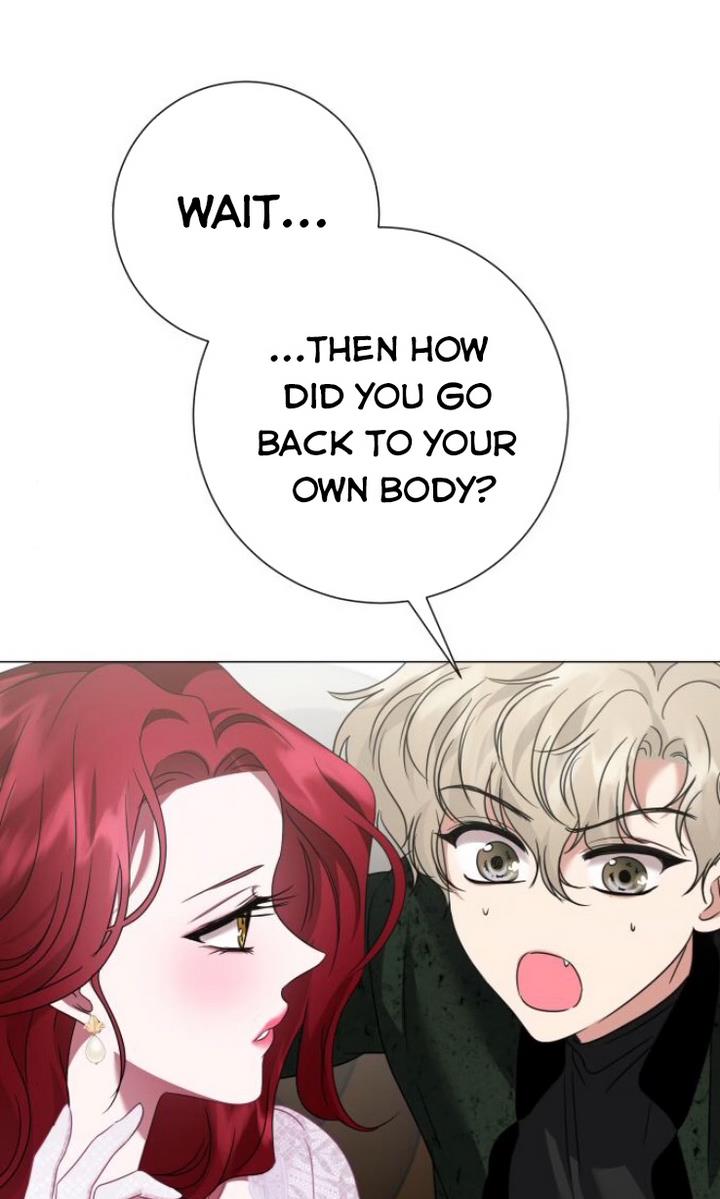 WAIT...
...THEN HOW
DID YOU GO
BACK TO YOUR
OWN BODY?